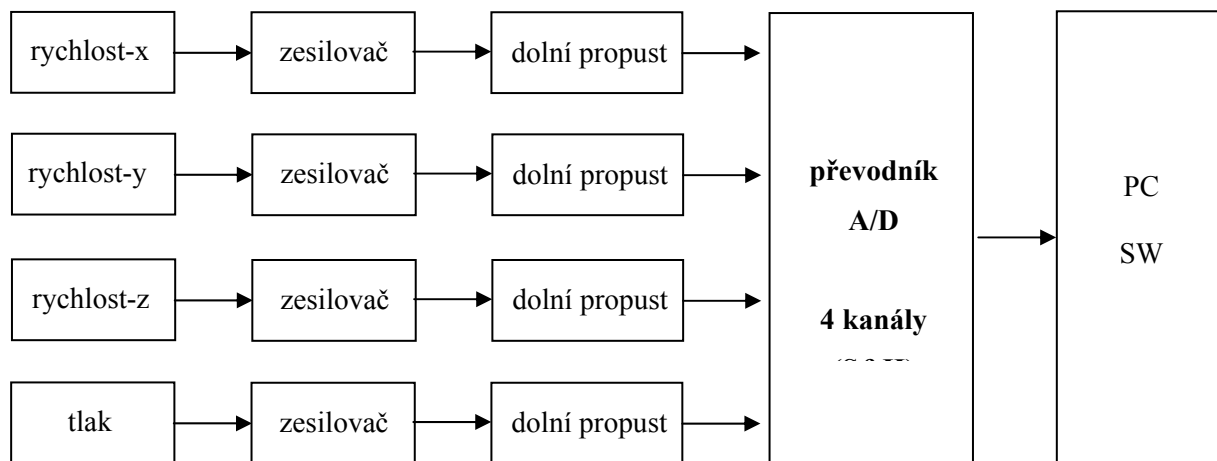 rychlost-x zesilovač dolní propust
rychlost-y zesilovač dolní propust
převodník
A/D
PC
SW
rychlost-z zesilovač dolní propust
4 kanály
tlak zesilovač dolní propust